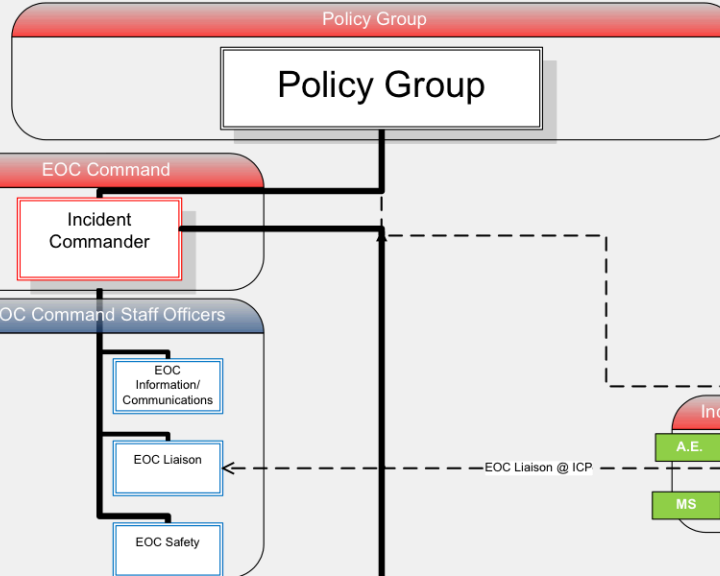 Policy Group
Policy Group
EOC Command
Incident
Commander
OC Command Staff Officers
EOC
Information/
Communications
EOC Liaison
EOC Liaison @ ICP
EOC Safety
Inc
A.E.
MS